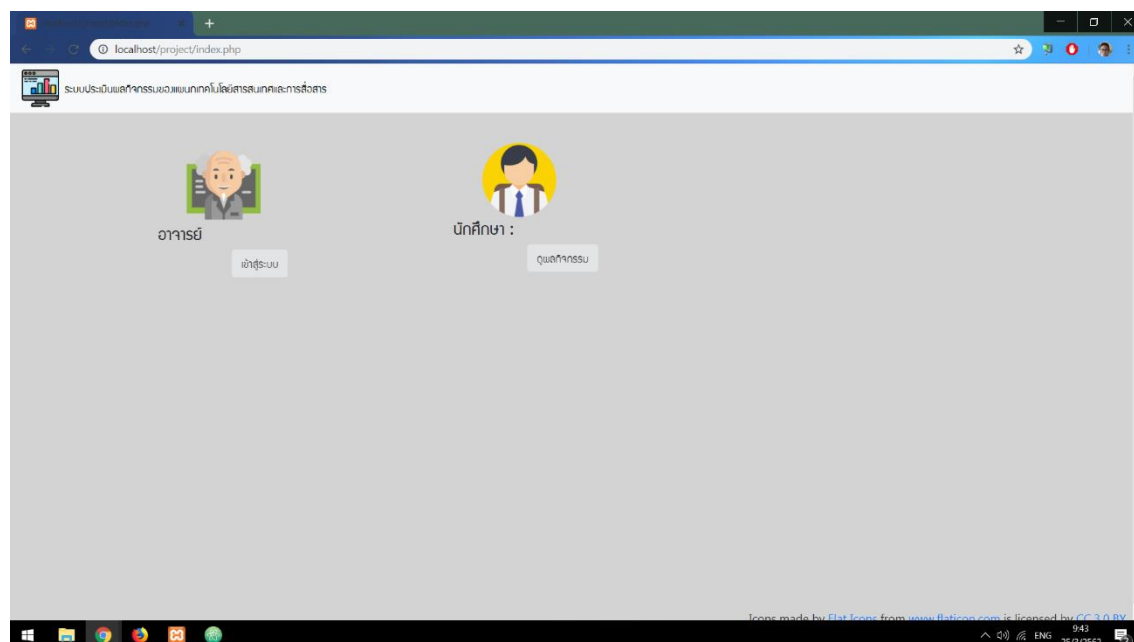 localhost/project/index.php
ระบบประเมินผลกิจกรรมของแผนกเทคโนโลยีสารสนเทศและการสื่อสาร
อาจารย์
นักศึกษา :
เข้าสู่ระบบ
ดูผลกิจกรรม
Icons made by Flat Icons from www.flaticon.com is licensed by CC 3.0 BY
ENG
9:43
25/3/2562